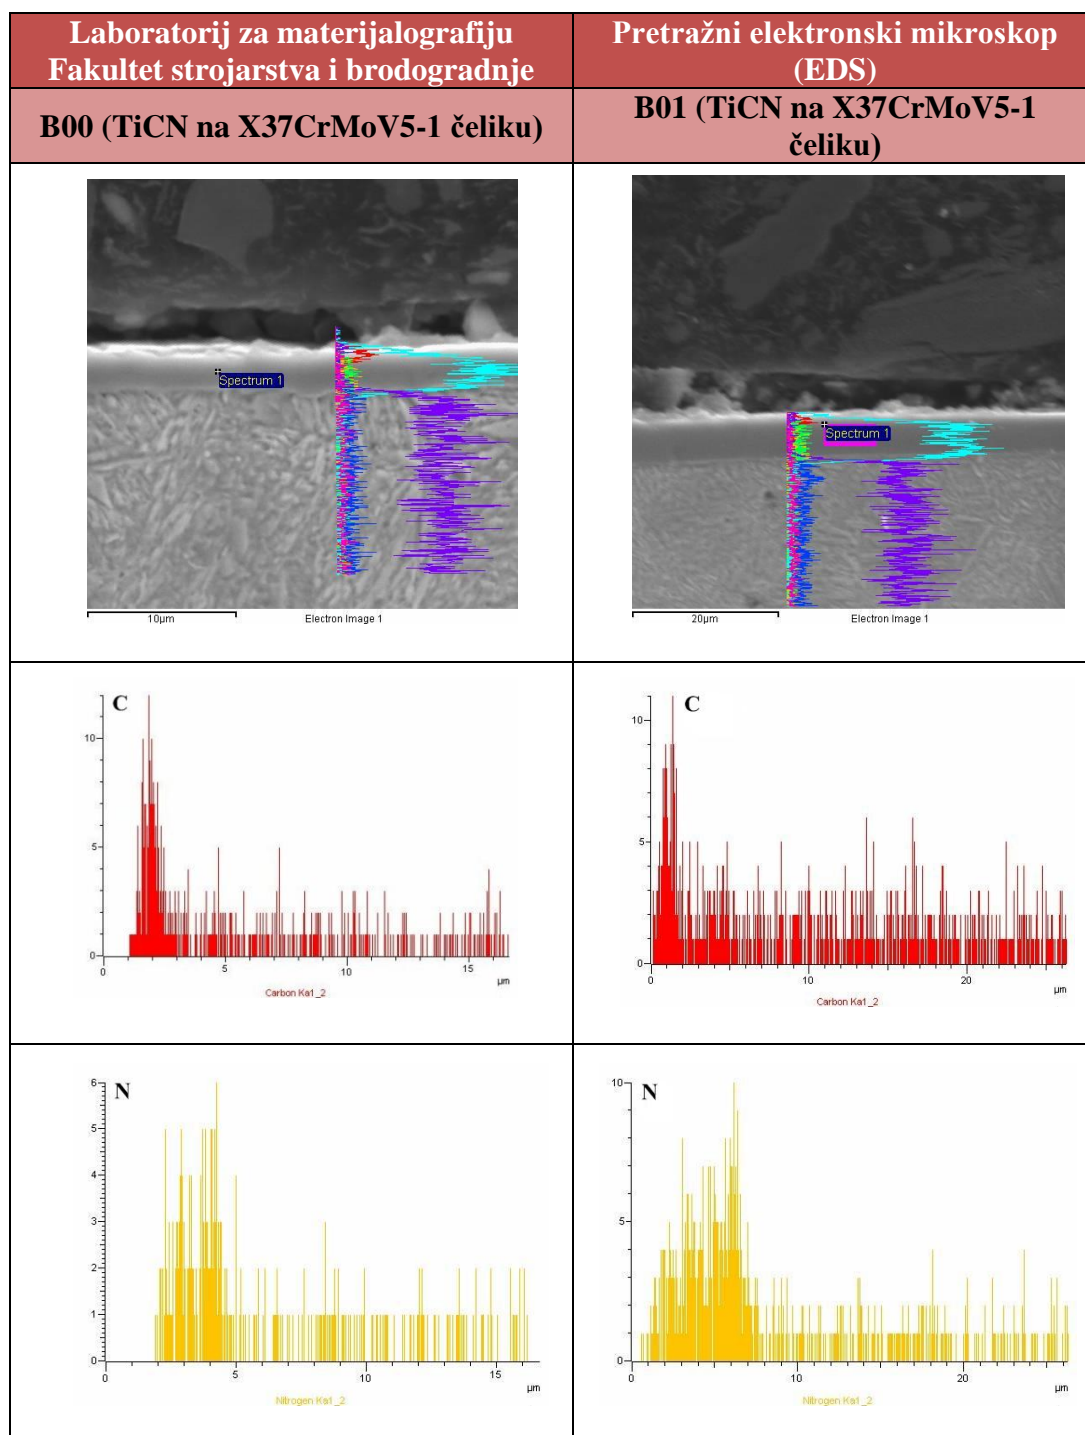 Laboratorij za materijalografiju
Fakultet strojarstva i brodogradnje
Pretražni elektronski mikroskop
(EDS)
B00 (TiCN na X37CrMoV5-1 čeliku)
B01 (TiCN na X37CrMoV5-1
čeliku)
Spectrum 1
10µm
Electron Image 1
Spectrum 1
20µm
Electron Image 1
C
10
5
0
0
5
10
15
µm
Carbon Ka1_2
C
10
5
0
0
10
20
µm
Carbon Ka1_2
N
6
5
4
3
2
1
0
0
5
10
15
µm
Nitrogen Ka1_2
N
10
5
0
0
10
20
µm
Nitrogen Ka1_2